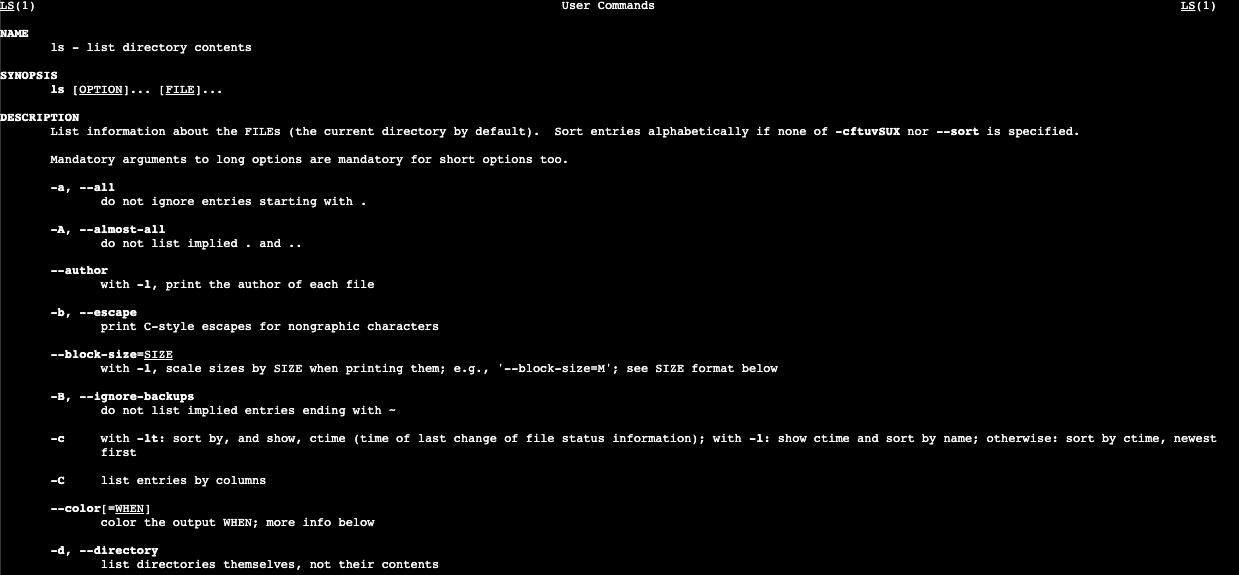 LS(1) User Commands LS(1)
NAME
ls - list directory contents
SYNOPSIS
ls [OPTION]... [FILE]...
DESCRIPTION
List information about the FILEs (the current directory by default).  Sort entries alphabetically if none of -cftuvSUX nor --sort is specified.
Mandatory arguments to long options are mandatory for short options too.
-a, --all
do not ignore entries starting with .
-A, --almost-all
do not list implied . and ..
--author
with -l, print the author of each file
-b, --escape
print C-style escapes for nongraphic characters
--block-size=SIZE
with -l, scale sizes by SIZE when printing them; e.g., '--block-size=M'; see SIZE format below
-B, --ignore-backups
do not list implied entries ending with ~
-c with -lt: sort by, and show, ctime (time of last change of file status information); with -l: show ctime and sort by name; otherwise: sort by ctime, newest
first
-C list entries by columns
--color[=WHEN]
color the output WHEN; more info below
-d, --directory
list directories themselves, not their contents